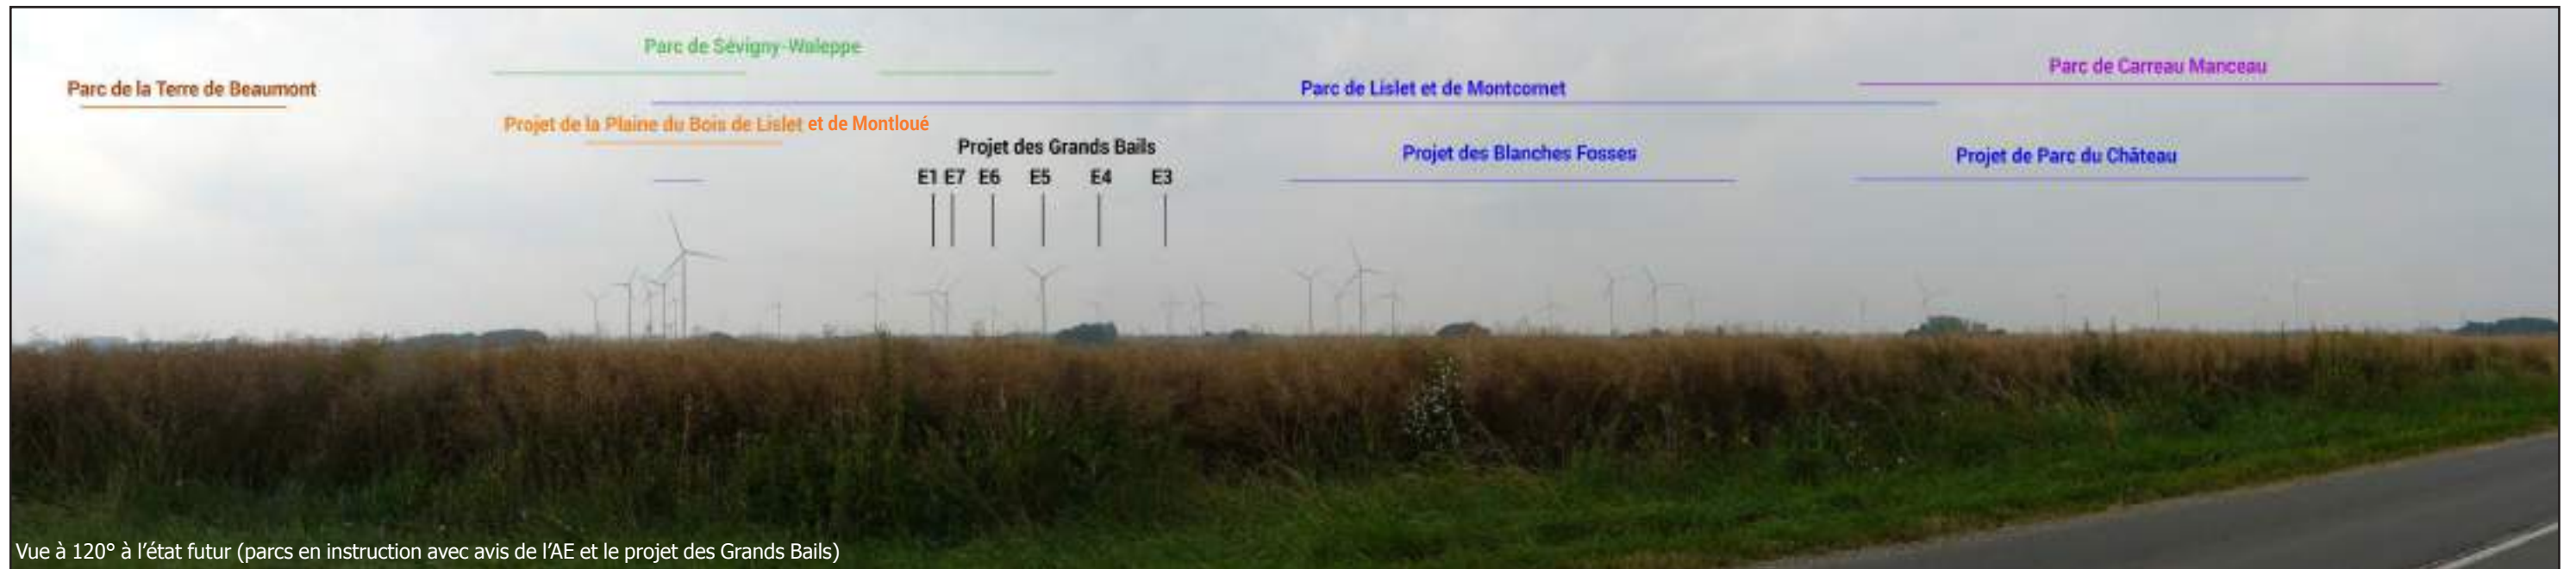 Parc de Sévigny-Waleppe
Parc de la Terre de Beaumont
Parc de Lislet et de Montcornet
Parc de Carreau Manceau
Projet de la Plaine du Bois de Lislet et de Montloué
Projet des Grands Bails
Projet des Blanches Fosses
Projet de Parc du Château
E1 E7 E6 E5 E4 E3
Vue à 120° à l'état futur (parcs en instruction avec avis de l'AE et le projet des Grands Bails)